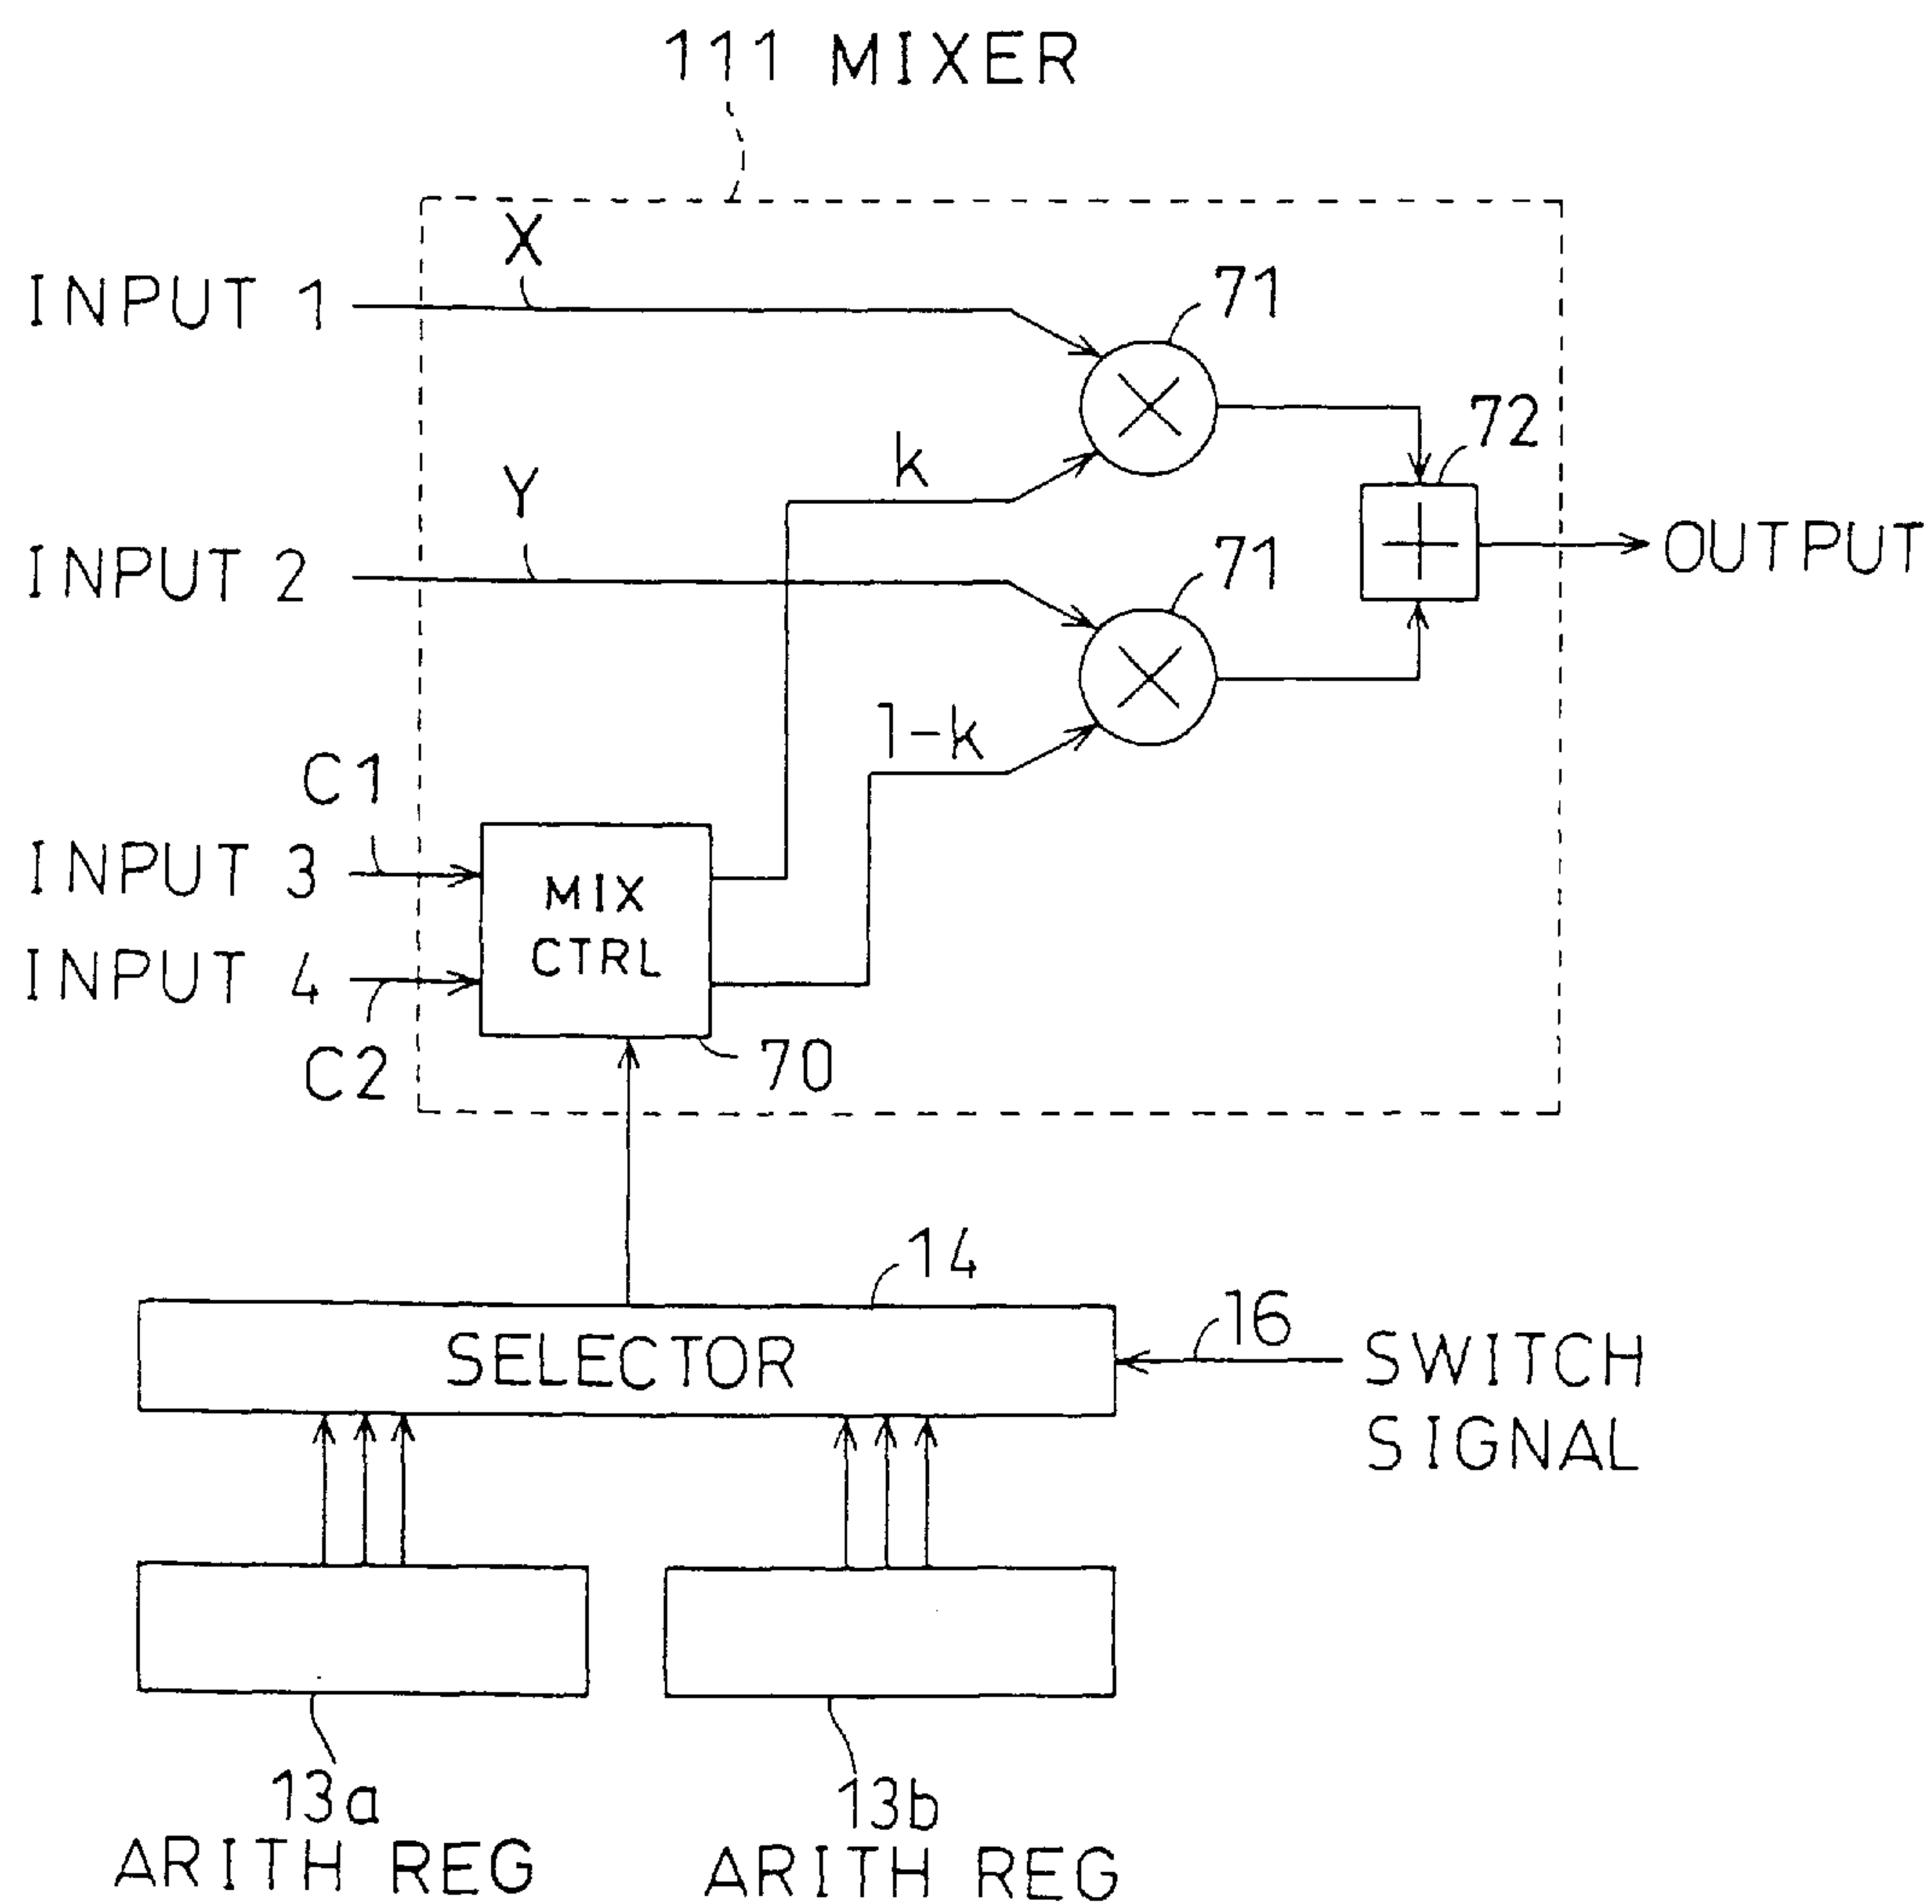 111 MIXER
X
INPUT 1
71
72
k
Y
INPUT 2
71
OUTPUT
1-k
C1
INPUT 3
MIX
CTRL
INPUT 4
C2
70
14
SELECTOR
16
SWITCH
SIGNAL
13a
ARITH REG
13b
ARITH REG